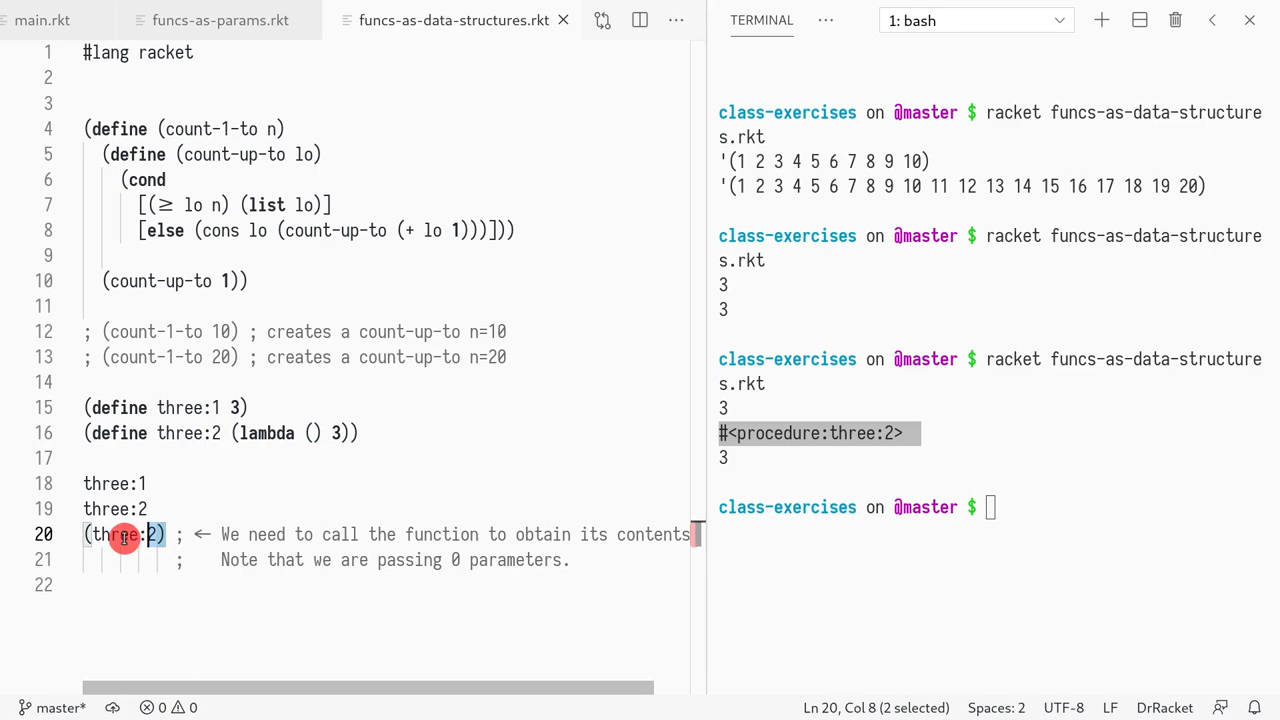 main.rkt funcs-as-params.rkt funcs-as-data-structures.rkt
1 #lang racket
2
3
4 (define (count-1-to n)
5 (define (count-up-to lo)
6 (cond
7 [(≥ lo n) (list lo)]
8 [else (cons lo (count-up-to (+ lo 1)))]))
9
10 (count-up-to 1))
11
12 ; (count-1-to 10) ; creates a count-up-to n=10
13 ; (count-1-to 20) ; creates a count-up-to n=20
14
15 (define three:1 3)
16 (define three:2 (lambda () 3))
17
18 three:1
19 three:2
20 (three:2) ; ← We need to call the function to obtain its contents
21 ; Note that we are passing 0 parameters.
22
TERMINAL ··· 1: bash
class-exercises on @master $ racket funcs-as-data-structure
s.rkt
'(1 2 3 4 5 6 7 8 9 10)
'(1 2 3 4 5 6 7 8 9 10 11 12 13 14 15 16 17 18 19 20)
class-exercises on @master $ racket funcs-as-data-structure
s.rkt
3
3
class-exercises on @master $ racket funcs-as-data-structure
s.rkt
3
#<procedure:three:2>
3
class-exercises on @master $
master* 0 0 Ln 20, Col 8 (2 selected) Spaces: 2 UTF-8 LF DrRacket